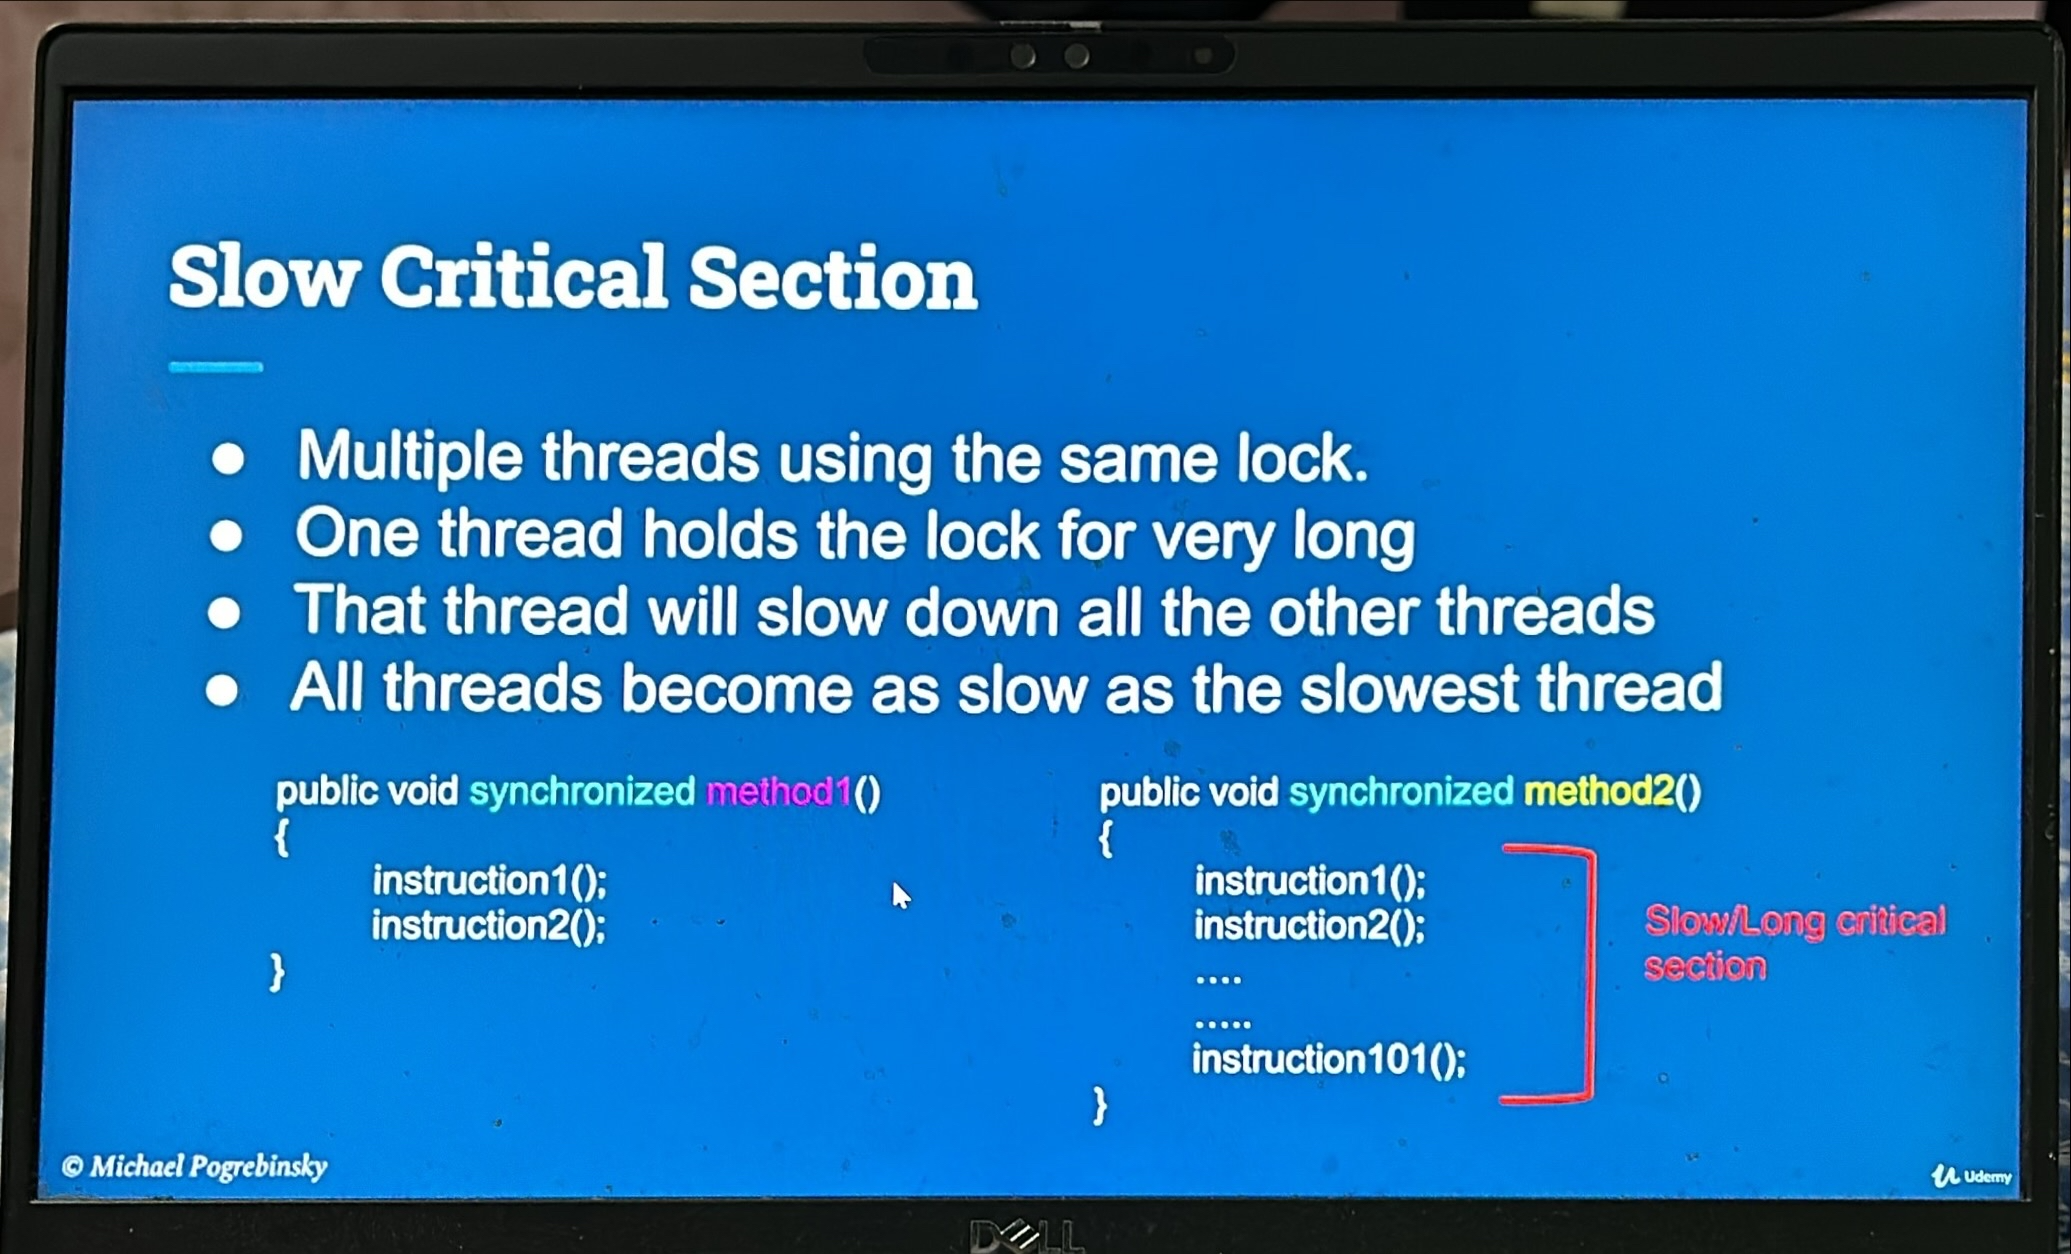 Slow Critical Section
● Multiple threads using the same lock.
● One thread holds the lock for very long
● That thread will slow down all the other threads
● All threads become as slow as the slowest thread
public void synchronized method1()
{
instruction1();
instruction2();
}
public void synchronized method2()
{
instruction1();
instruction2();
....
.....
instruction101();
}
Slow/Long critical
section
© Michael Pogrebinsky
Udemy
DELL